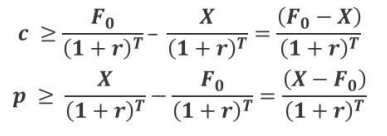 c ≥ F₀/(1 + r)ᵀ - X/(1 + r)ᵀ = (F₀ − X)/(1 + r)ᵀ
p ≥ X/(1 + r)ᵀ − F₀/(1 + r)ᵀ = (X − F₀)/(1 + r)ᵀ